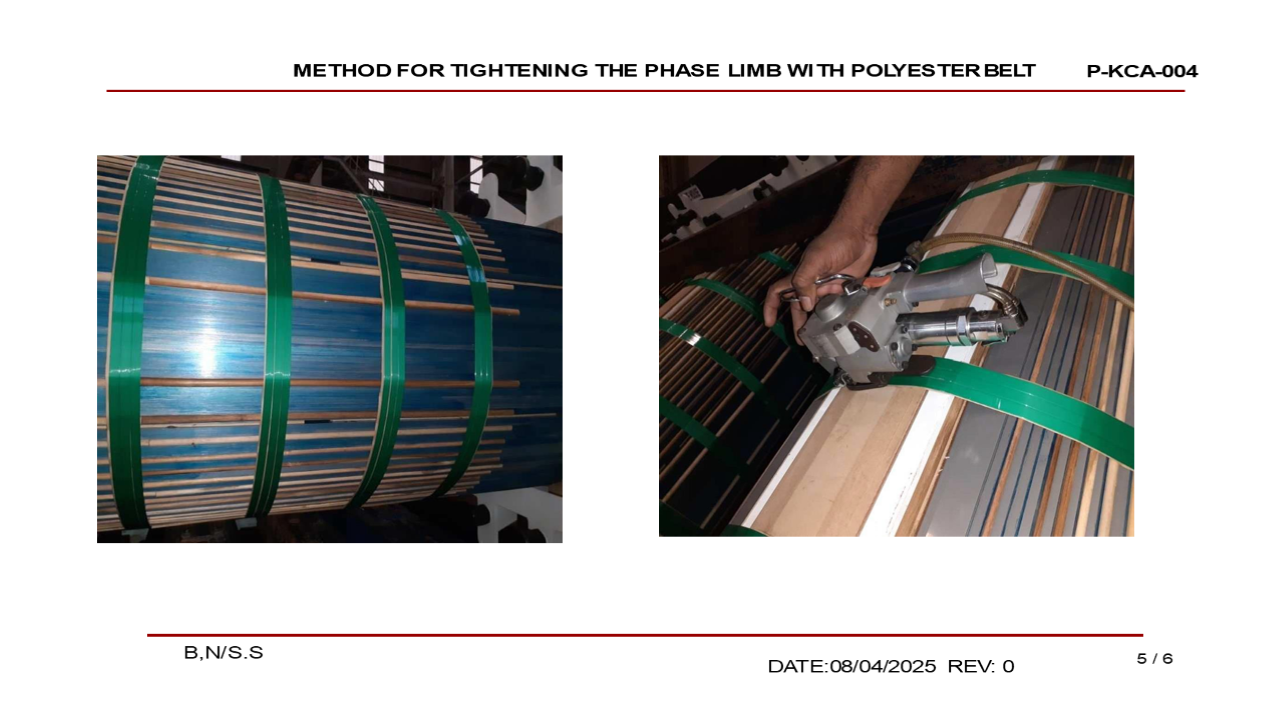 METHOD FOR TIGHTENING THE PHASE LIMB WITH POLYESTER BELT P-KCA-004
B,N/S.S
DATE:08/04/2025 REV: 0
5 / 6